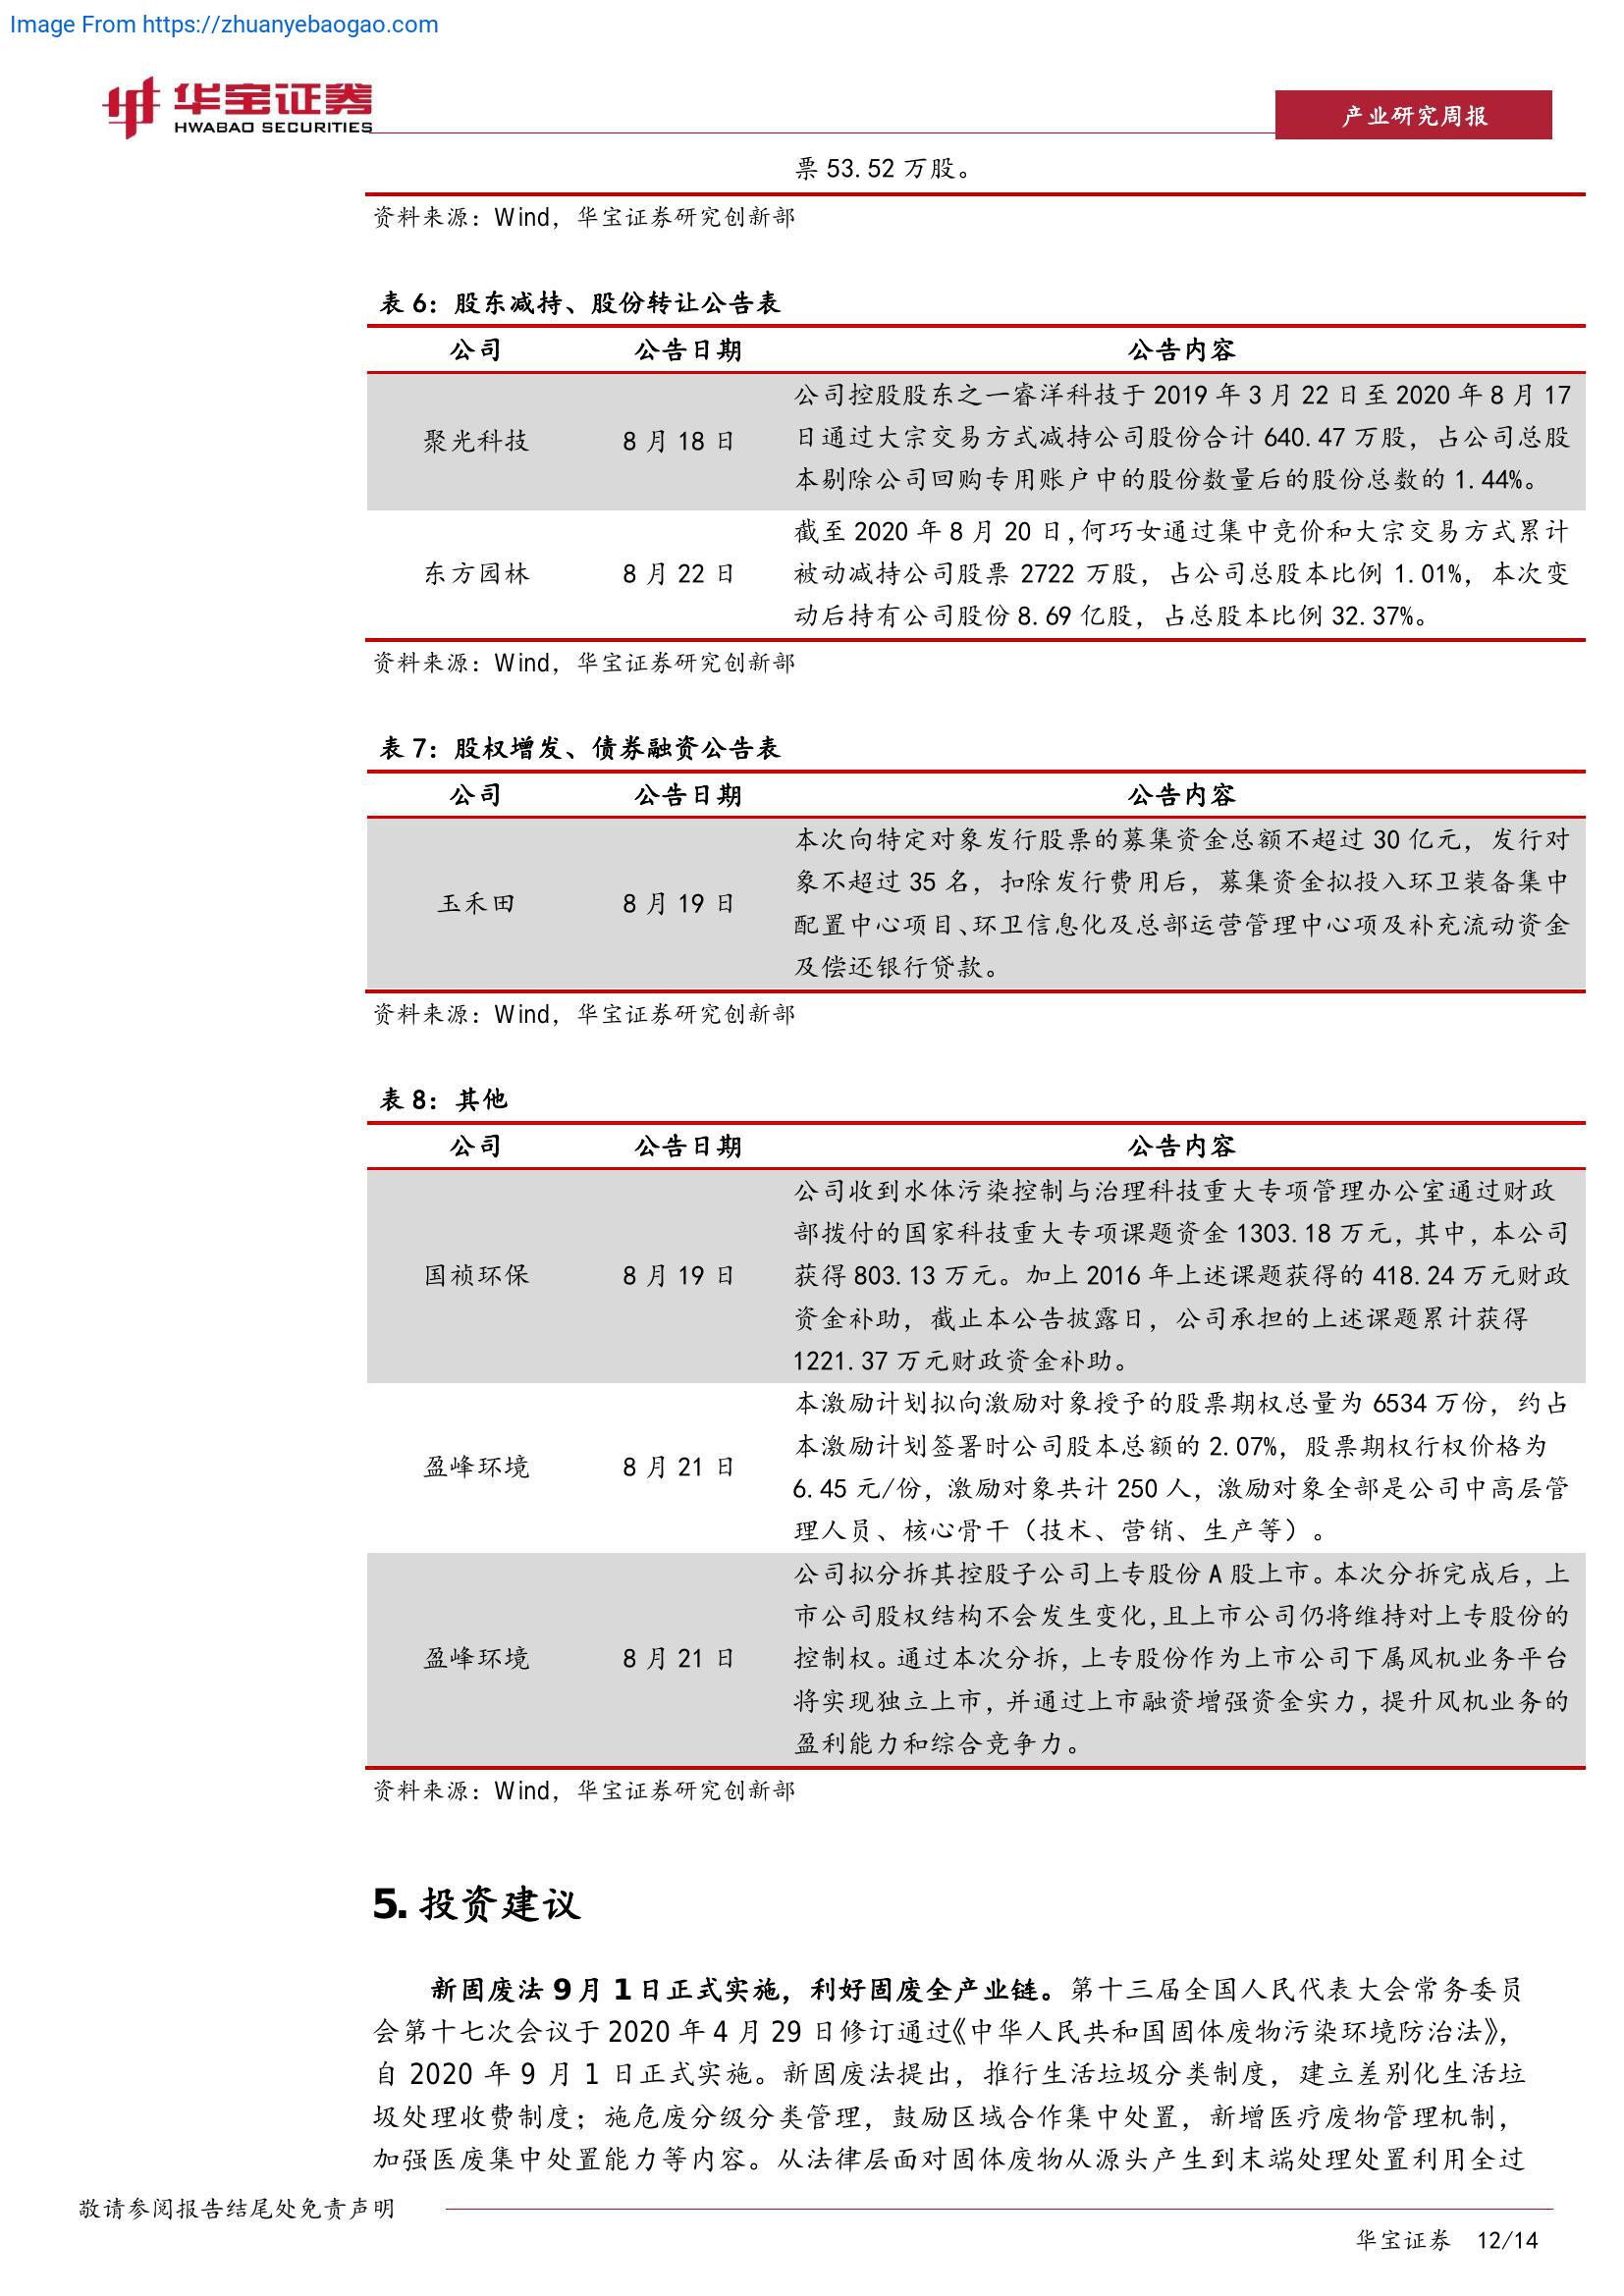 Image From https://zhuanyebaogao.com
华宝证券
HWABAO SECURITIES
产业研究周报
票 53.52 万股。
资料来源：Wind，华宝证券研究创新部
表 6：股东减持、股份转让公告表
公司 公告日期 公告内容
公司控股股东之一睿洋科技于 2019 年 3 月 22 日至 2020 年 8 月 17
聚光科技 8 月 18 日 日通过大宗交易方式减持公司股份合计 640.47 万股，占公司总股
本剔除公司回购专用账户中的股份数量后的股份总数的 1.44%。
截至 2020 年 8 月 20 日，何巧女通过集中竞价和大宗交易方式累计
东方园林 8 月 22 日 被动减持公司股票 2722 万股，占公司总股本比例 1.01%，本次变
动后持有公司股份 8.69 亿股，占总股本比例 32.37%。
资料来源：Wind，华宝证券研究创新部
表 7：股权增发、债券融资公告表
公司 公告日期 公告内容
本次向特定对象发行股票的募集资金总额不超过 30 亿元，发行对
象不超过 35 名，扣除发行费用后，募集资金拟投入环卫装备集中
玉禾田 8 月 19 日 配置中心项目、环卫信息化及总部运营管理中心项及补充流动资金
及偿还银行贷款。
资料来源：Wind，华宝证券研究创新部
表 8：其他
公司 公告日期 公告内容
公司收到水体污染控制与治理科技重大专项管理办公室通过财政
部拨付的国家科技重大专项课题资金 1303.18 万元，其中，本公司
国祯环保 8 月 19 日 获得 803.13 万元。加上 2016 年上述课题获得的 418.24 万元财政
资金补助，截止本公告披露日，公司承担的上述课题累计获得
1221.37 万元财政资金补助。
本激励计划拟向激励对象授予的股票期权总量为 6534 万份，约占
本激励计划签署时公司股本总额的 2.07%，股票期权行权价格为
盈峰环境 8 月 21 日 6.45 元/份，激励对象共计 250 人，激励对象全部是公司中高层管
理人员、核心骨干（技术、营销、生产等）。
公司拟分拆其控股子公司上专股份 A 股上市。本次分拆完成后，上
市公司股权结构不会发生变化，且上市公司仍将维持对上专股份的
盈峰环境 8 月 21 日 控制权。通过本次分拆，上专股份作为上市公司下属风机业务平台
将实现独立上市，并通过上市融资增强资金实力，提升风机业务的
盈利能力和综合竞争力。
资料来源：Wind，华宝证券研究创新部
5. 投资建议
新固废法 9 月 1 日正式实施，利好固废全产业链。第十三届全国人民代表大会常务委员
会第十七次会议于 2020 年 4 月 29 日修订通过《中华人民共和国固体废物污染环境防治法》，
自 2020 年 9 月 1 日正式实施。新固废法提出，推行生活垃圾分类制度，建立差别化生活垃
圾处理收费制度；施危废分级分类管理，鼓励区域合作集中处置，新增医疗废物管理机制，
加强医废集中处置能力等内容。从法律层面对固体废物从源头产生到末端处理处置利用全过
敬请参阅报告结尾处免责声明
华宝证券 12/14